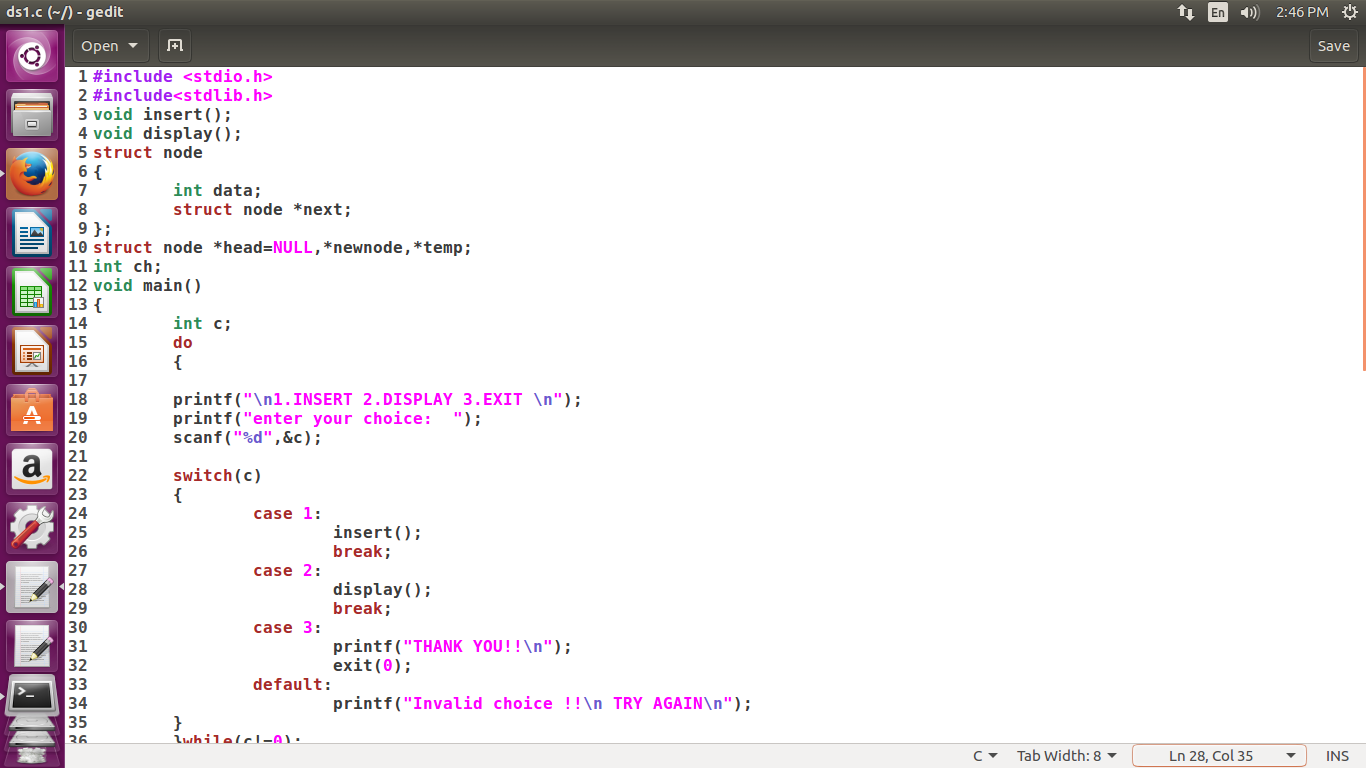 ds1.c (~/) - gedit
En 2:46 PM
Open Save
1 #include <stdio.h>
2 #include<stdlib.h>
3 void insert();
4 void display();
5 struct node
6 {
7 int data;
8 struct node *next;
9 };
10 struct node *head=NULL,*newnode,*temp;
11 int ch;
12 void main()
13 {
14 int c;
15 do
16 {
17
18 printf("\n1.INSERT 2.DISPLAY 3.EXIT \n");
19 printf("enter your choice:  ");
20 scanf("%d",&c);
21
22 switch(c)
23 {
24 case 1:
25 insert();
26 break;
27 case 2:
28 display();
29 break;
30 case 3:
31 printf("THANK YOU!!\n");
32 exit(0);
33 default:
34 printf("Invalid choice !!\n TRY AGAIN\n");
35 }
36 }while(c!=0);
C Tab Width: 8 Ln 28, Col 35 INS